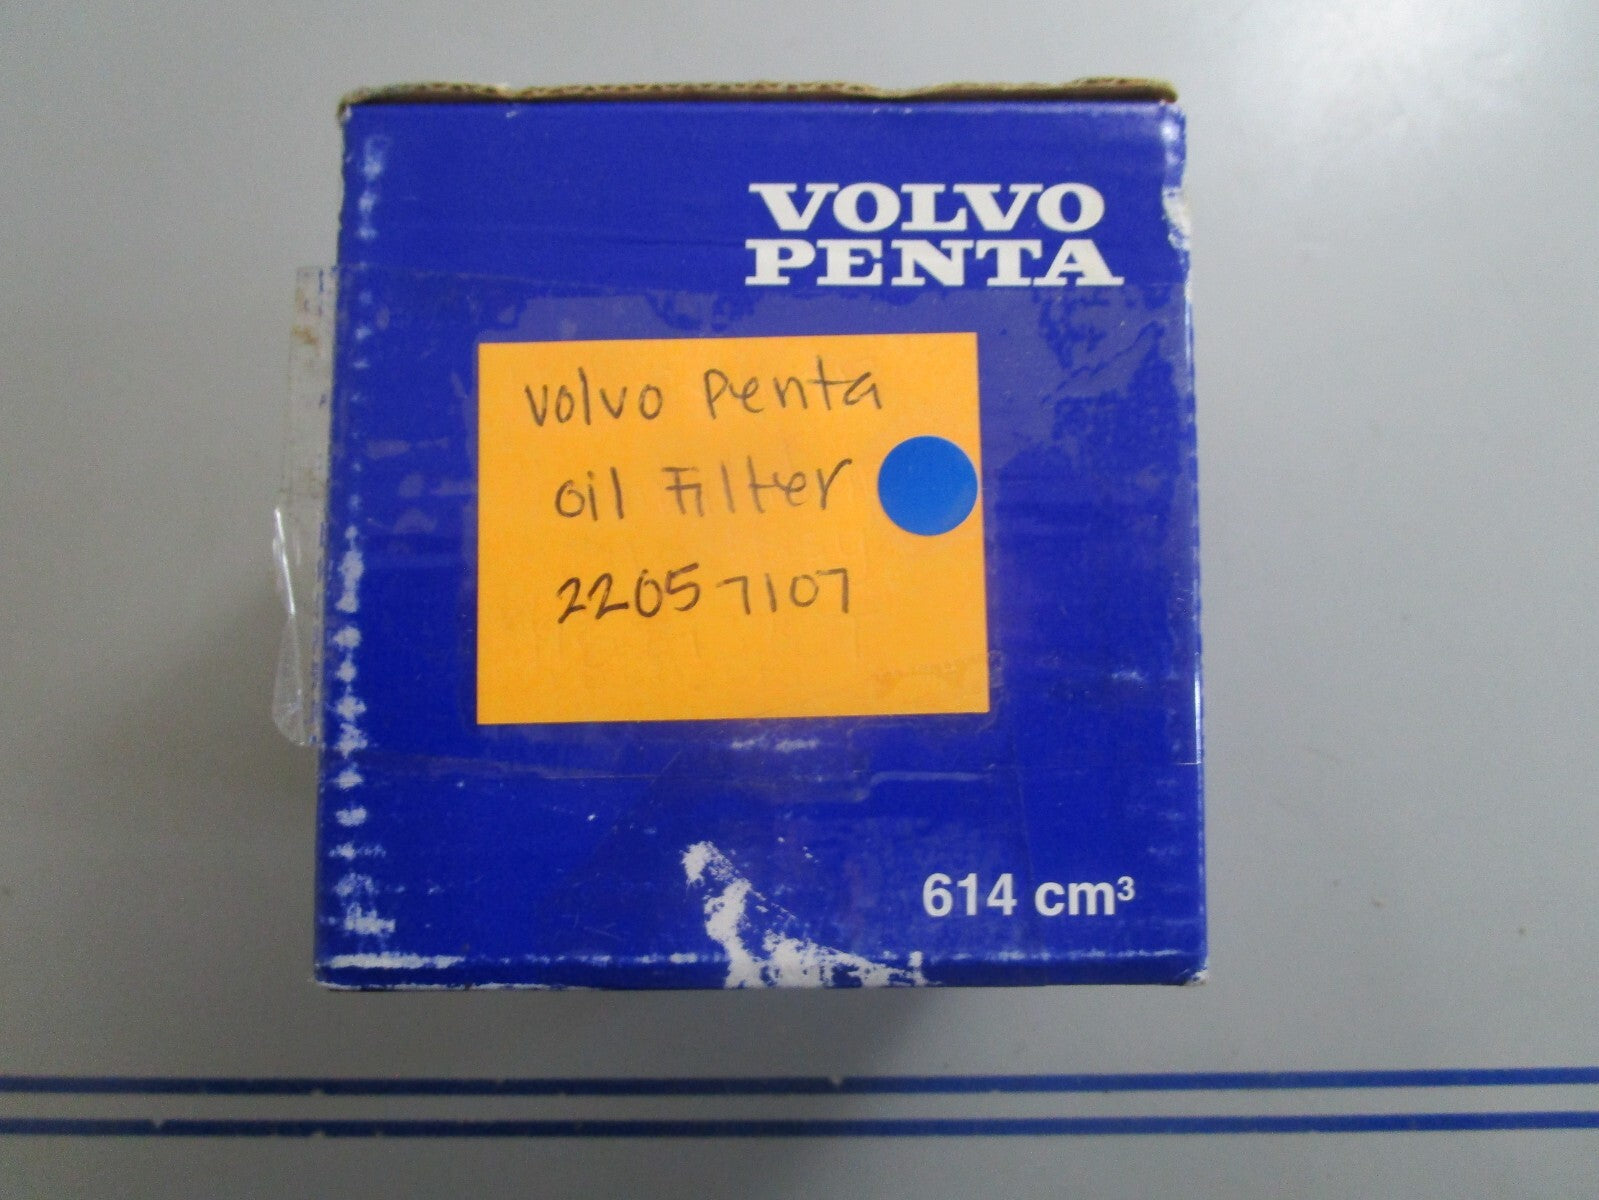 VOLVO
PENTA
Volvo Penta
oil Filter
22057107
614 cm³